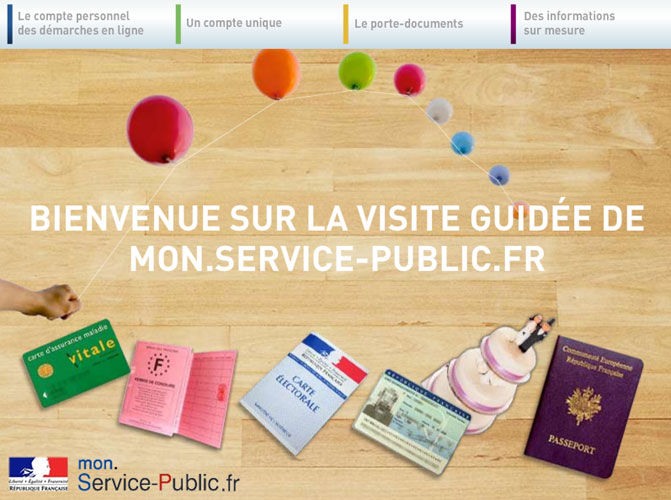 Le compte personnel
des démarches en ligne
Un compte unique
Le porte-documents
Des informations
sur mesure
BIENVENUE SUR LA VISITE GUIDÉE DE
MON.SERVICE-PUBLIC.FR
carte d'assurance maladie
vitale
F
PERMIS DE CONDUIRE
CARTE
ÉLECTORALE
Communauté Européenne
République Française
PASSEPORT
Liberté • Égalité • Fraternité
RÉPUBLIQUE FRANÇAISE
mon.
Service-Public.fr